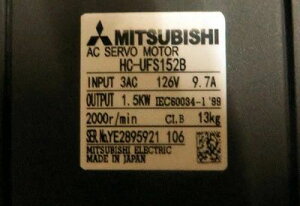 MITSUBISHI
AC SERVO MOTOR
HC-UFS152B
INPUT 3AC 126V 9.7A
OUTPUT 1.5KW IEC60034-1 '99
2000r/min Cl.B 13kg
SER.No.YE2895921 106
MITSUBISHI ELECTRIC
MADE IN JAPAN